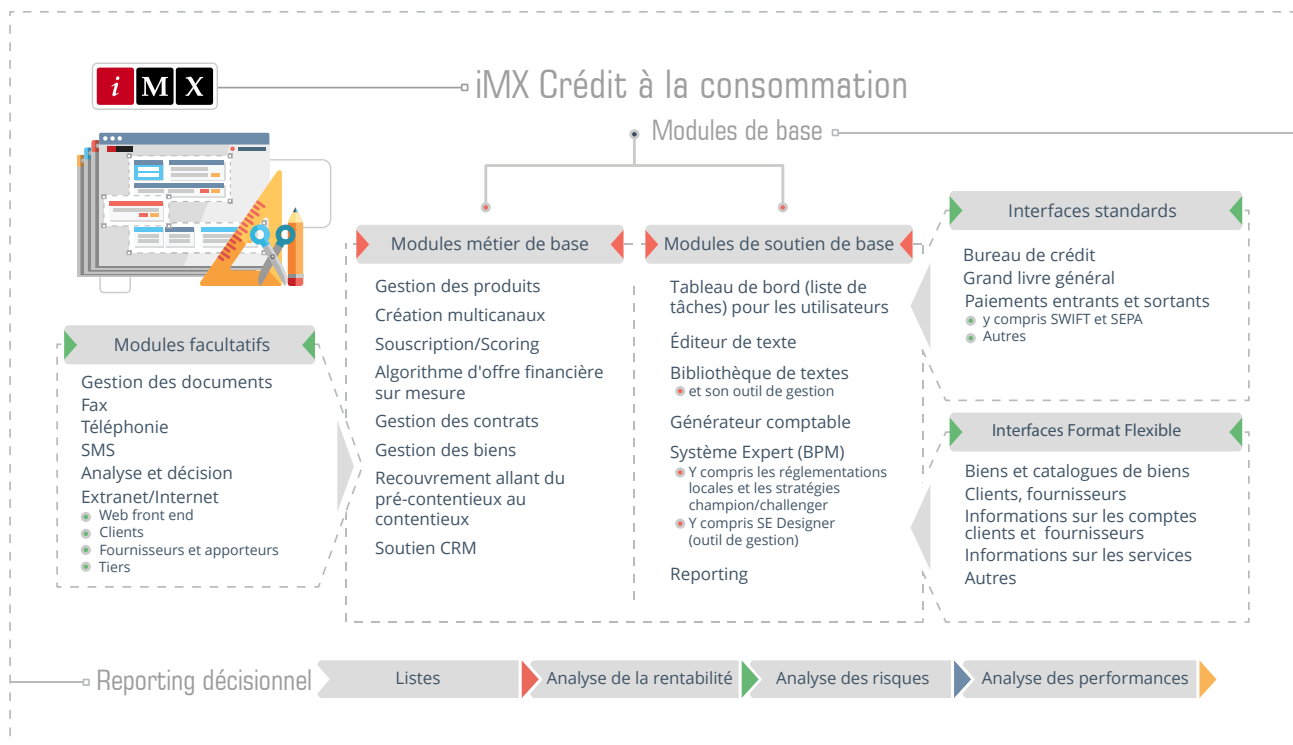 iMX
iMX Crédit à la consommation
Modules de base
Modules facultatifs
Gestion des documents
Fax
Téléphonie
SMS
Analyse et décision
Extranet/Internet
Web front end
Clients
Fournisseurs et apporteurs
Tiers
Modules métier de base
Gestion des produits
Création multicanaux
Souscription/Scoring
Algorithme d'offre financière
sur mesure
Gestion des contrats
Gestion des biens
Recouvrement allant du
pré-contentieux au
contentieux
Soutien CRM
Modules de soutien de base
Tableau de bord (liste de
tâches) pour les utilisateurs
Éditeur de texte
Bibliothèque de textes
et son outil de gestion
Générateur comptable
Système Expert (BPM)
Y compris les réglementations
locales et les stratégies
champion/challenger
Y compris SE Designer
(outil de gestion)
Reporting
Interfaces standards
Bureau de crédit
Grand livre général
Paiements entrants et sortants
y compris SWIFT et SEPA
Autres
Interfaces Format Flexible
Biens et catalogues de biens
Clients, fournisseurs
Informations sur les comptes
clients et fournisseurs
Informations sur les services
Autres
Reporting décisionnel
Listes
Analyse de la rentabilité
Analyse des risques
Analyse des performances